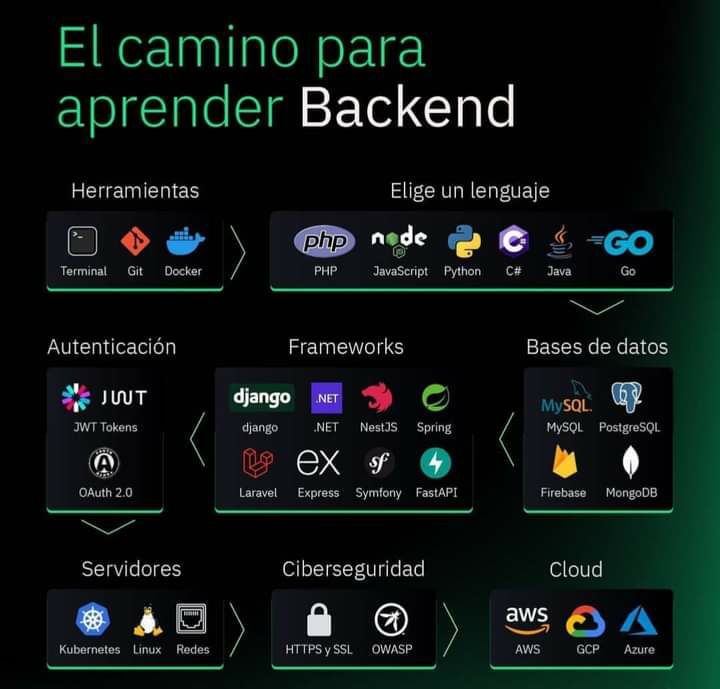 El camino para
aprender Backend
Herramientas
>_
Terminal
Git
Docker
Elige un lenguaje
php
PHP
node
JS
JavaScript
Python
C#
Java
GO
Go
Bases de datos
MySQL
MySQL
PostgreSQL
Firebase
MongoDB
Frameworks
django
django
.NET
.NET
NestJS
Spring
Laravel
ex
Express
sf
Symfony
FastAPI
Autenticación
JWT
JWT Tokens
OAuth 2.0
Servidores
Kubernetes
Linux
Redes
Ciberseguridad
HTTPS y SSL
OWASP
Cloud
aws
AWS
GCP
Azure